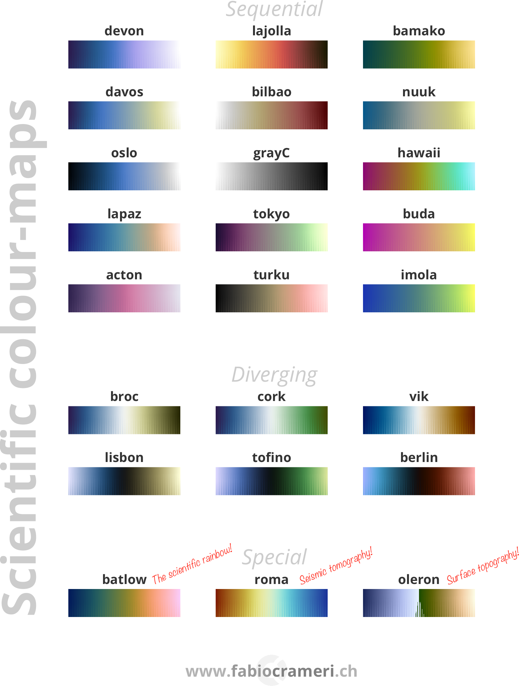 Scientific colour-maps
Sequential
devon lajolla bamako
davos bilbao nuuk
oslo grayC hawaii
lapaz tokyo buda
acton turku imola
Diverging
broc cork vik
lisbon tofino berlin
Special
batlow The scientific rainbow! roma Seismic tomography! oleron Surface topography!
www.fabiocrameri.ch